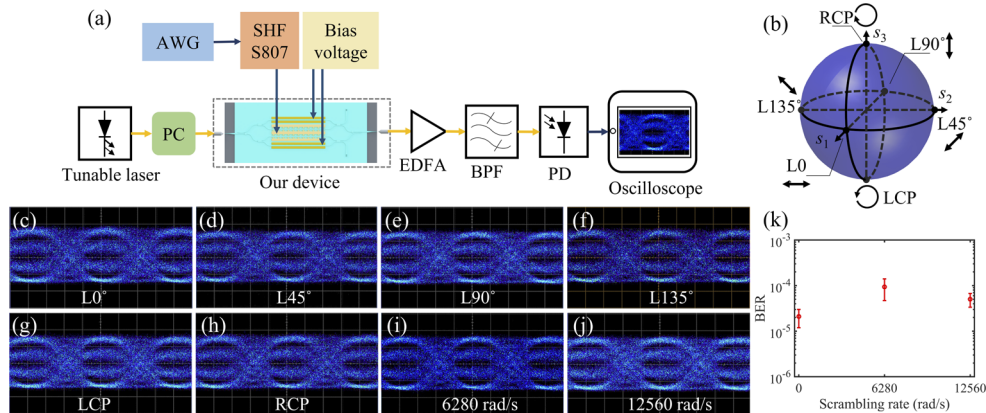 (a)
AWG
SHF
S807
Bias
voltage
PC
Tunable laser
Our device
EDFA
BPF
PD
Oscilloscope
(b)
RCP
s₃
L90°
s₂
L135°
L45°
s₁
L0
LCP
(c)
L0°
(d)
L45°
(e)
L90°
(f)
L135°
(g)
LCP
(h)
RCP
(i)
6280 rad/s
(j)
12560 rad/s
(k)
10⁻³
10⁻⁴
10⁻⁵
10⁻⁶
BER
0
6280
12560
Scrambling rate (rad/s)